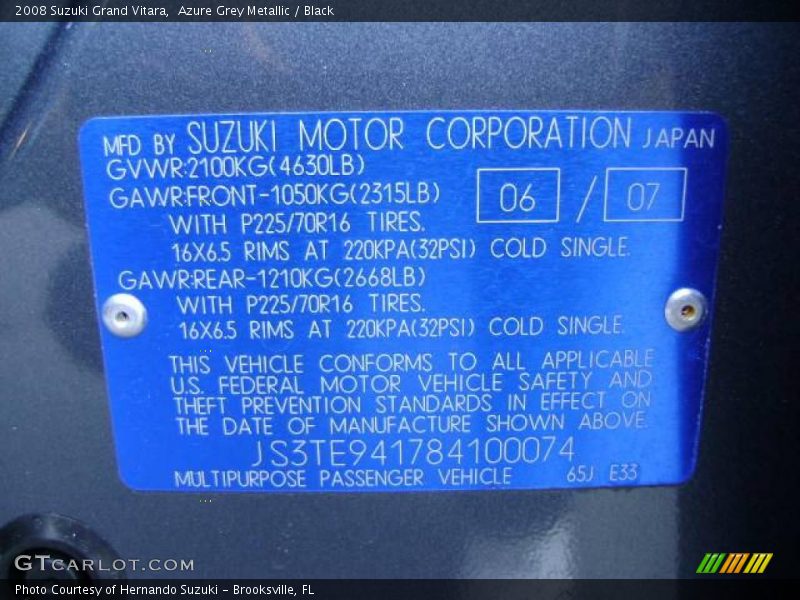 2008 Suzuki Grand Vitara,  Azure Grey Metallic / Black
MFD BY SUZUKI MOTOR CORPORATION JAPAN
GVWR:2100KG(4630LB)
GAWR:FRONT-1050KG(2315LB)
06 / 07
WITH P225/70R16 TIRES.
16X6.5 RIMS AT 220KPA(32PSI) COLD SINGLE.
GAWR:REAR-1210KG(2668LB)
WITH P225/70R16 TIRES.
16X6.5 RIMS AT 220KPA(32PSI) COLD SINGLE.
THIS VEHICLE CONFORMS TO ALL APPLICABLE
U.S. FEDERAL MOTOR VEHICLE SAFETY AND
THEFT PREVENTION STANDARDS IN EFFECT ON
THE DATE OF MANUFACTURE SHOWN ABOVE.
JS3TE941784100074
MULTIPURPOSE PASSENGER VEHICLE 65J E33
GTCARLOT.COM
Photo Courtesy of Hernando Suzuki - Brooksville, FL